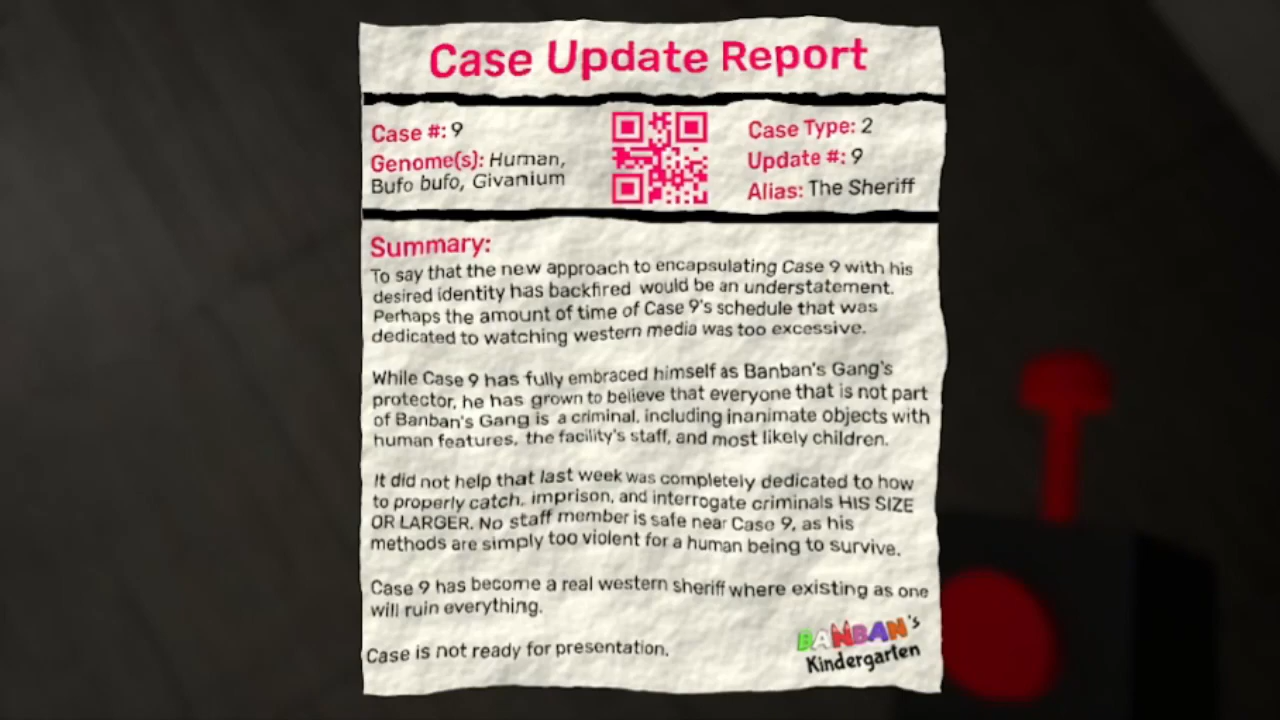 Case Update Report
Case #: 9
Genome(s): Human,
Bufo bufo, Givanium
Case Type: 2
Update #: 9
Alias: The Sheriff
Summary:
To say that the new approach to encapsulating Case 9 with his
desired identity has backfired would be an understatement.
Perhaps the amount of time of Case 9's schedule that was
dedicated to watching western media was too excessive.
While Case 9 has fully embraced himself as Banban's Gang's
protector, he has grown to believe that everyone that is not part
of Banban's Gang is a criminal, including inanimate objects with
human features, the facility's staff, and most likely children.
It did not help that last week was completely dedicated to how
to properly catch, imprison, and interrogate criminals HIS SIZE
OR LARGER. No staff member is safe near Case 9, as his
methods are simply too violent for a human being to survive.
Case 9 has become a real western sheriff where existing as one
will ruin everything.
Case is not ready for presentation.
BANBAN's
Kindergarten